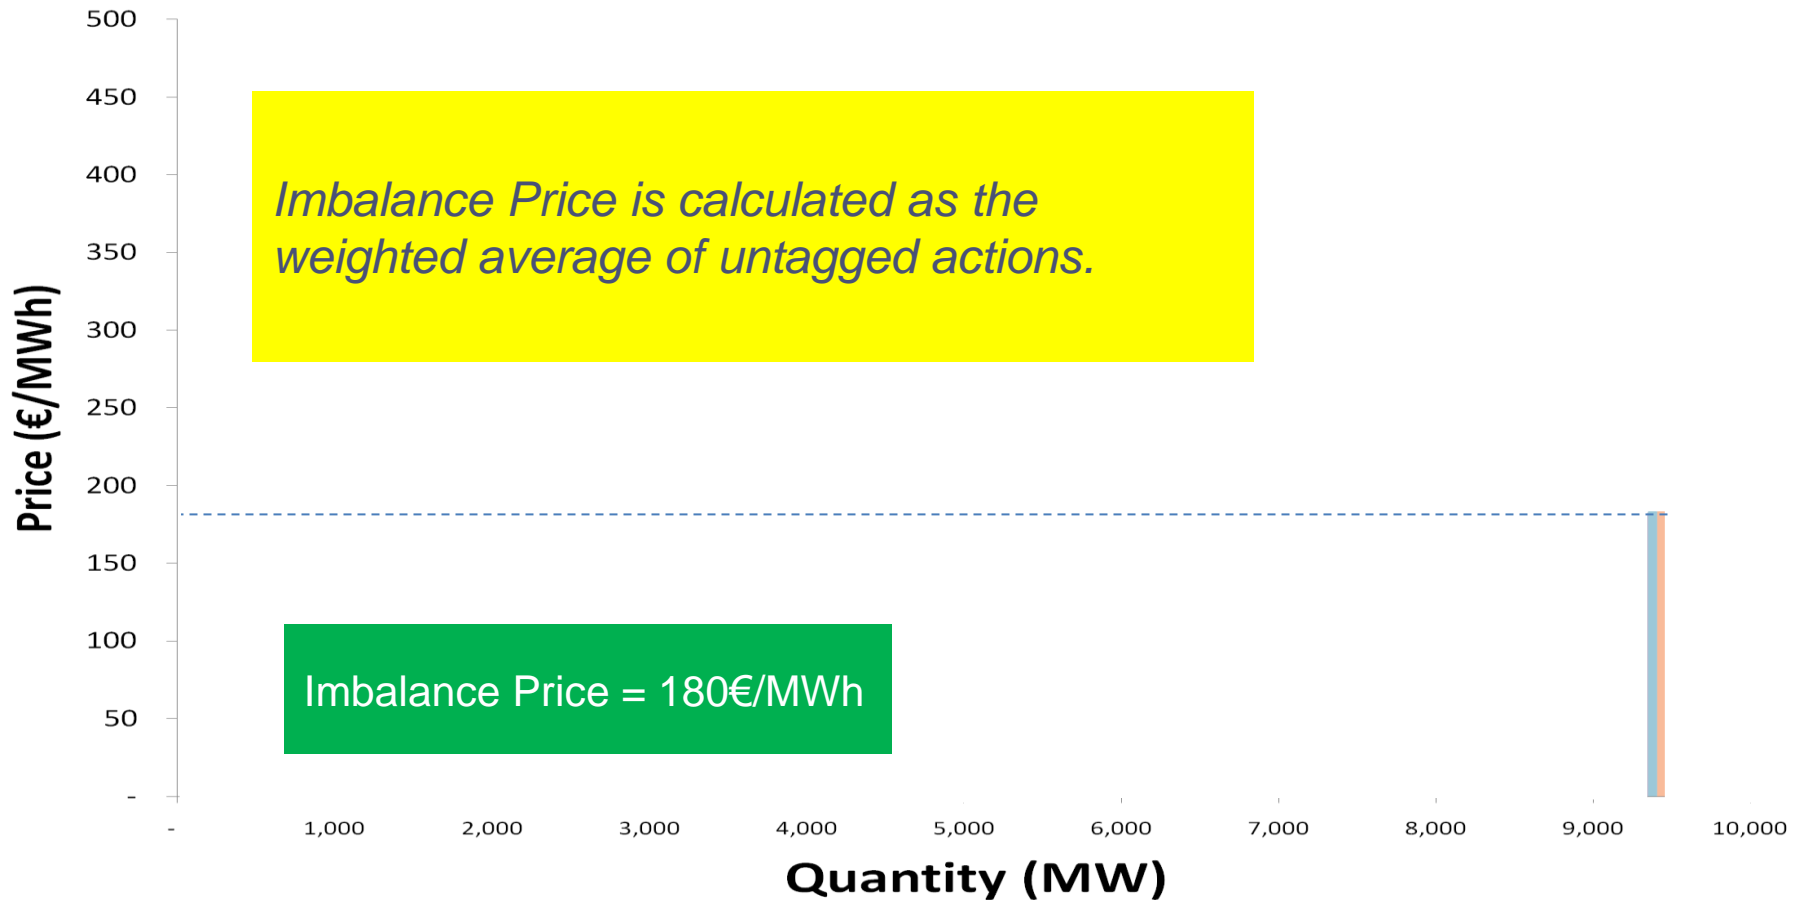 500
450
400
350
300
250
200
150
100
50
-
Price (€/MWh)
Imbalance Price is calculated as the
weighted average of untagged actions.
Imbalance Price = 180€/MWh
- 1,000 2,000 3,000 4,000 5,000 6,000 7,000 8,000 9,000 10,000
Quantity (MW)